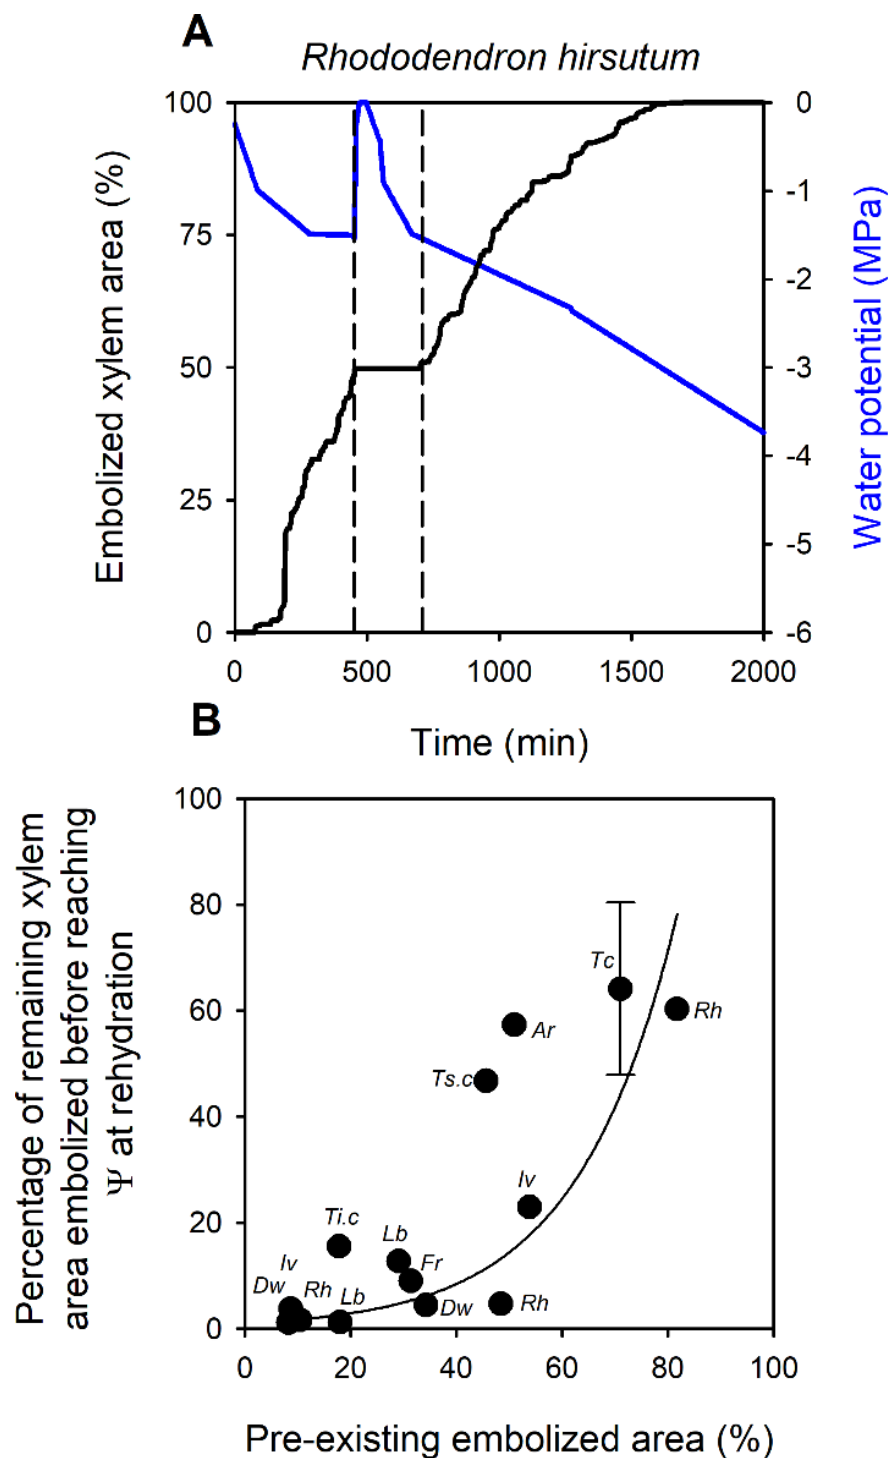 A
Rhododendron hirsutum
Embolized xylem area (%)
100
75
50
25
0
0
-1
-2
-3
-4
-5
-6
Water potential (MPa)
0 500 1000 1500 2000
Time (min)
B
Percentage of remaining xylem
area embolized before reaching
Ψ at rehydration
100
80
60
40
20
0
Tc
Rh
Ar
Ts.c
Iv
Ti.c
Lb
Fr
Iv
Dw
Rh
Lb
Dw
Rh
0 20 40 60 80 100
Pre-existing embolized area (%)